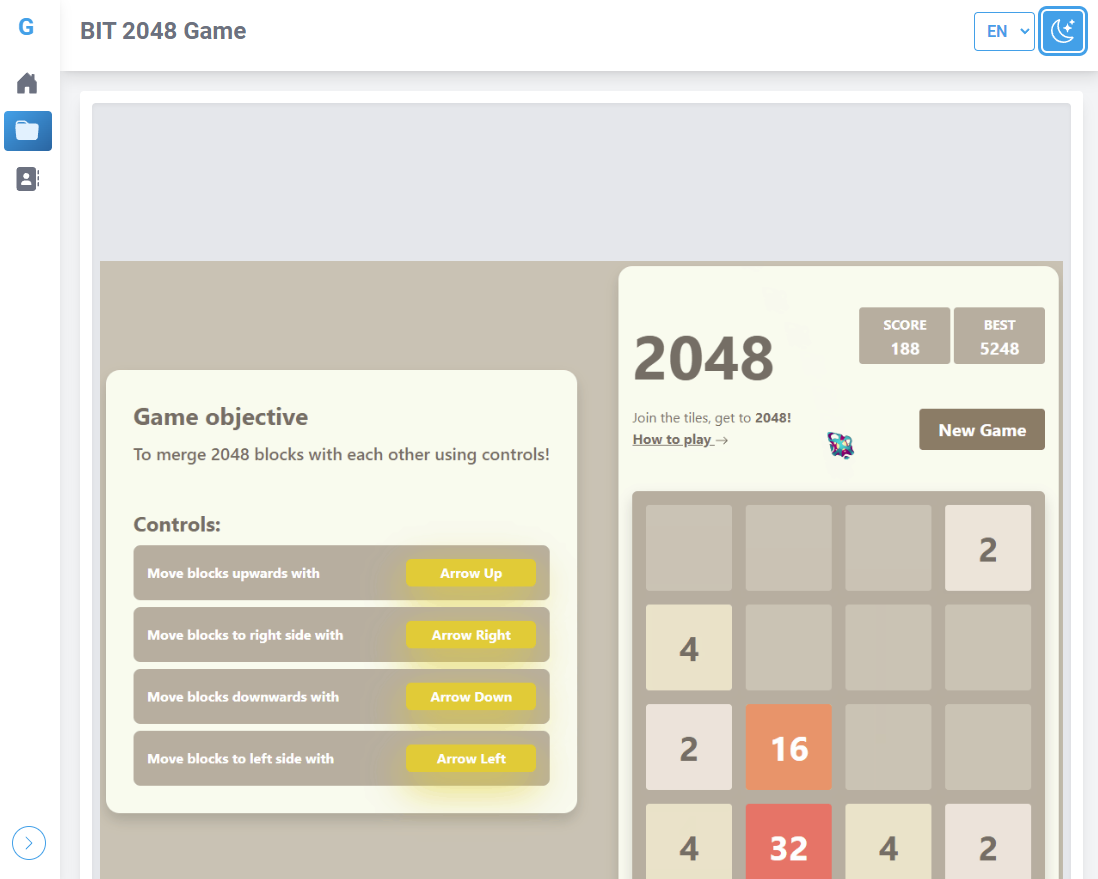 G
BIT 2048 Game
EN
Game objective
To merge 2048 blocks with each other using controls!
Controls:
Move blocks upwards with Arrow Up
Move blocks to right side with Arrow Right
Move blocks downwards with Arrow Down
Move blocks to left side with Arrow Left
2048
SCORE
188
BEST
5248
Join the tiles, get to 2048!
How to play →
New Game
2
4
2 16
4 32 4 2